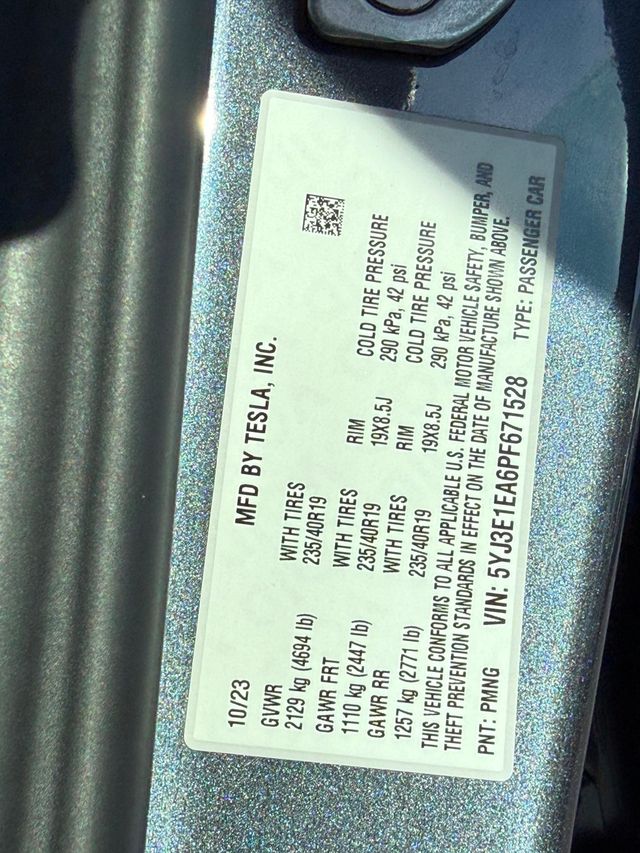 MFD BY TESLA, INC.
10/23
GVWR
2129 kg (4694 lb) WITH TIRES 235/40R19 RIM 19X8.5J COLD TIRE PRESSURE 290 kPa, 42 psi
GAWR FRT
1110 kg (2447 lb) WITH TIRES 235/40R19 RIM 19X8.5J COLD TIRE PRESSURE 290 kPa, 42 psi
GAWR RR
1257 kg (2771 lb) WITH TIRES 235/40R19
THIS VEHICLE CONFORMS TO ALL APPLICABLE U.S. FEDERAL MOTOR VEHICLE SAFETY, BUMPER, AND
THEFT PREVENTION STANDARDS IN EFFECT ON THE DATE OF MANUFACTURE SHOWN ABOVE.
PNT: PMNG VIN: 5YJ3E1EA6PF671528 TYPE: PASSENGER CAR